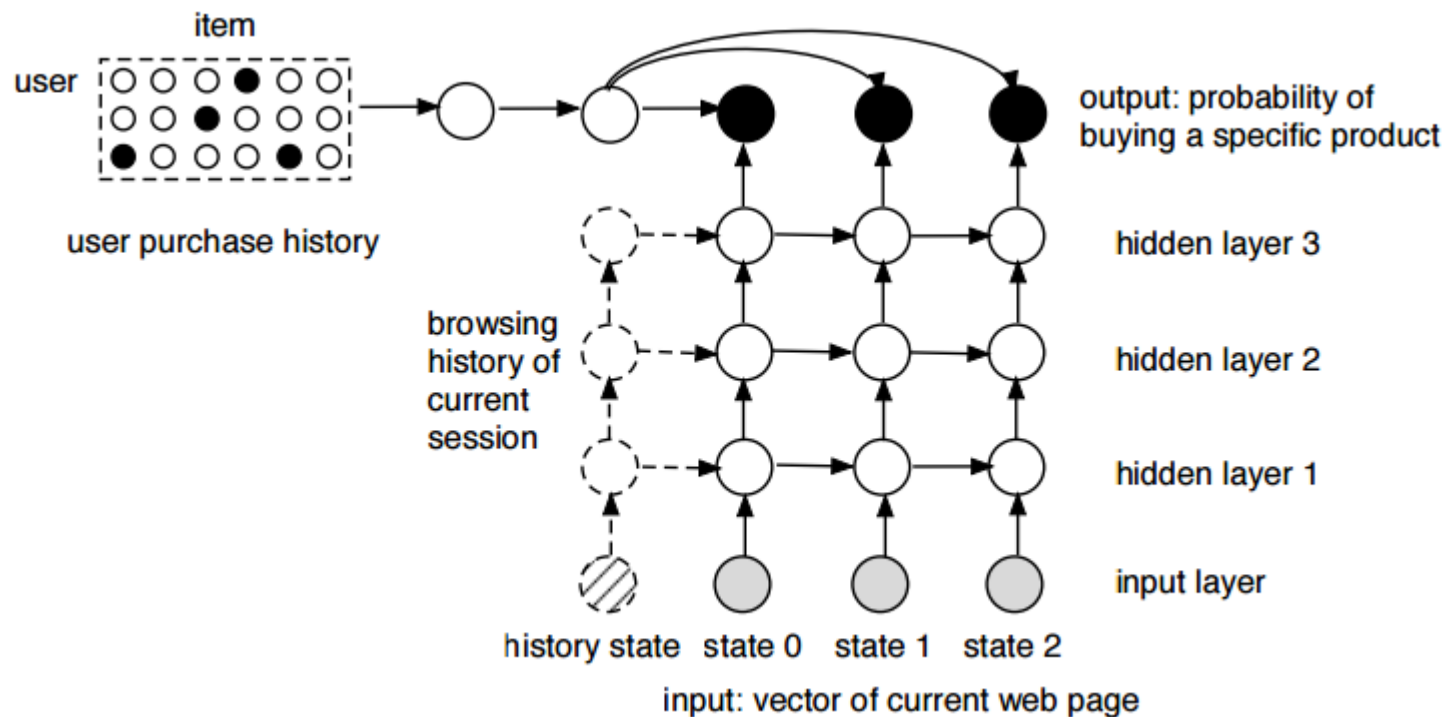 item
user
output: probability of
buying a specific product
user purchase history
hidden layer 3
browsing
history of
current
session
hidden layer 2
hidden layer 1
input layer
history state state 0 state 1 state 2
input: vector of current web page